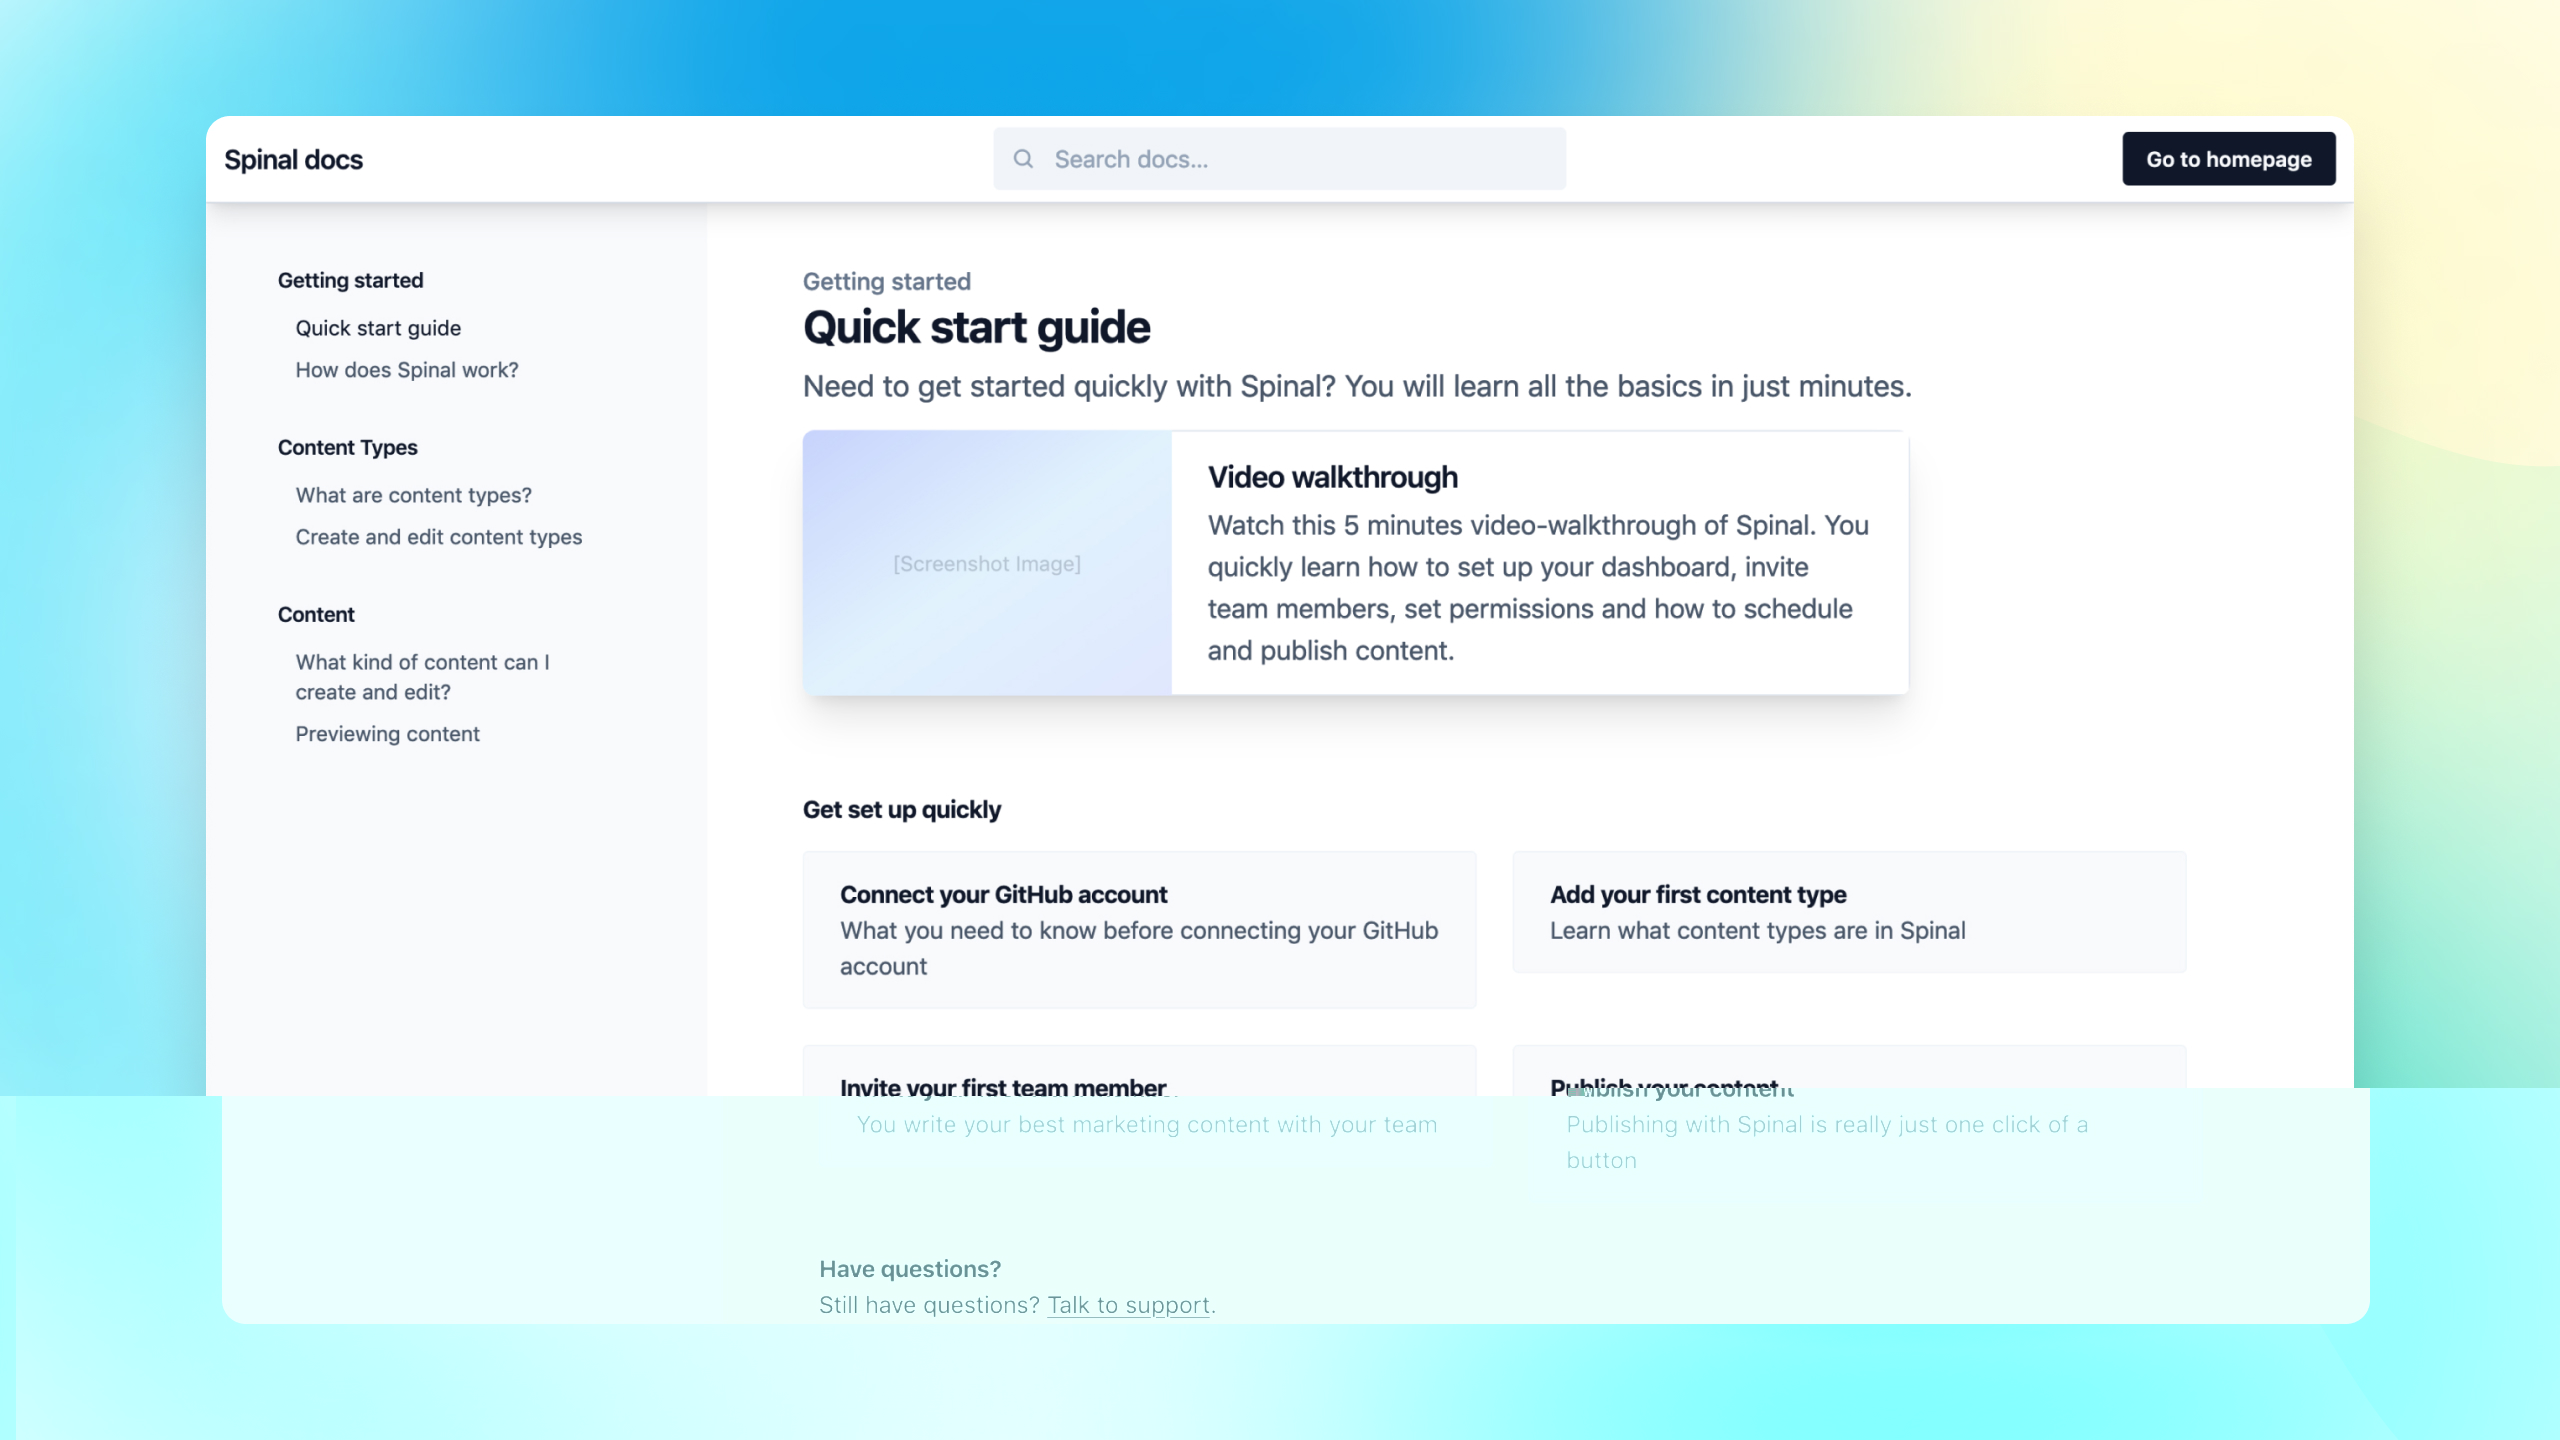 Spinal docs
Search docs...
Go to homepage
Getting started
Quick start guide
How does Spinal work?
Content Types
What are content types?
Create and edit content types
Content
What kind of content can I
create and edit?
Previewing content
Getting started
Quick start guide
Need to get started quickly with Spinal? You will learn all the basics in just minutes.
[Screenshot Image]
Video walkthrough
Watch this 5 minutes video-walkthrough of Spinal. You
quickly learn how to set up your dashboard, invite
team members, set permissions and how to schedule
and publish content.
Get set up quickly
Connect your GitHub account
What you need to know before connecting your GitHub
account
Add your first content type
Learn what content types are in Spinal
Invite your first team member
You write your best marketing content with your team
Publish your content
Publishing with Spinal is really just one click of a
button
Have questions?
Still have questions? Talk to support.